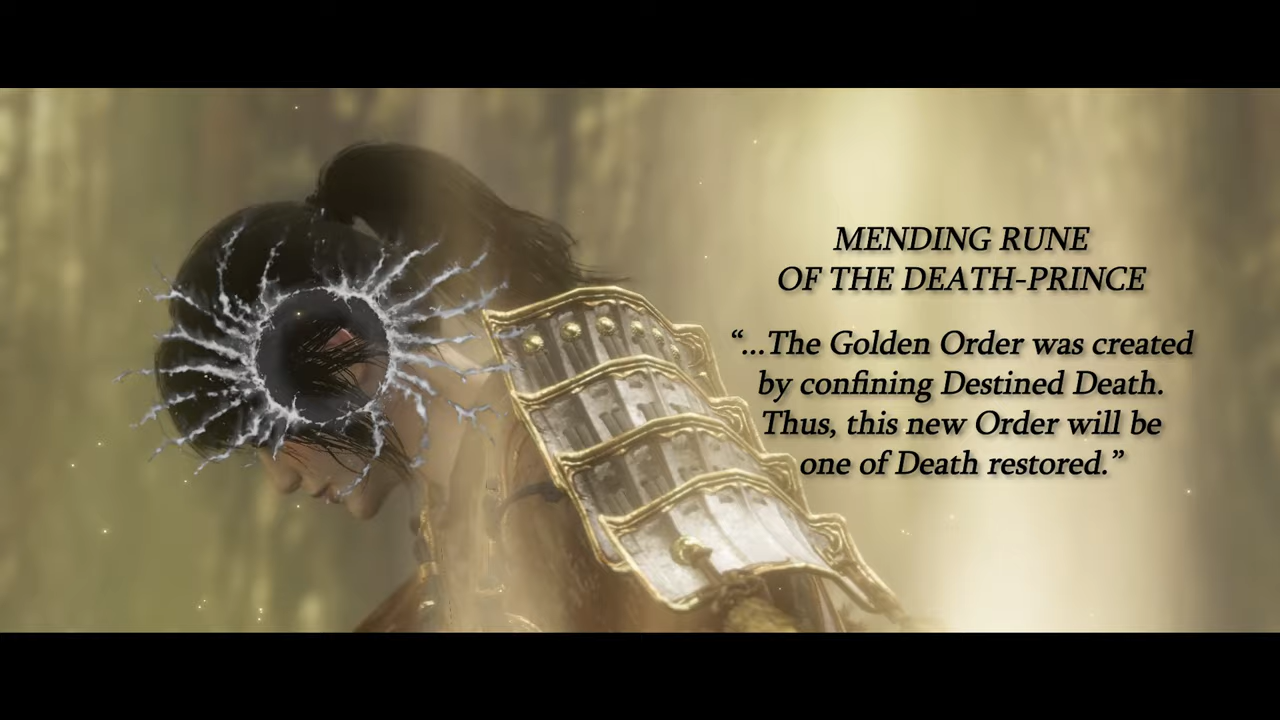 MENDING RUNE
OF THE DEATH-PRINCE
“...The Golden Order was created
by confining Destined Death.
Thus, this new Order will be
one of Death restored.”